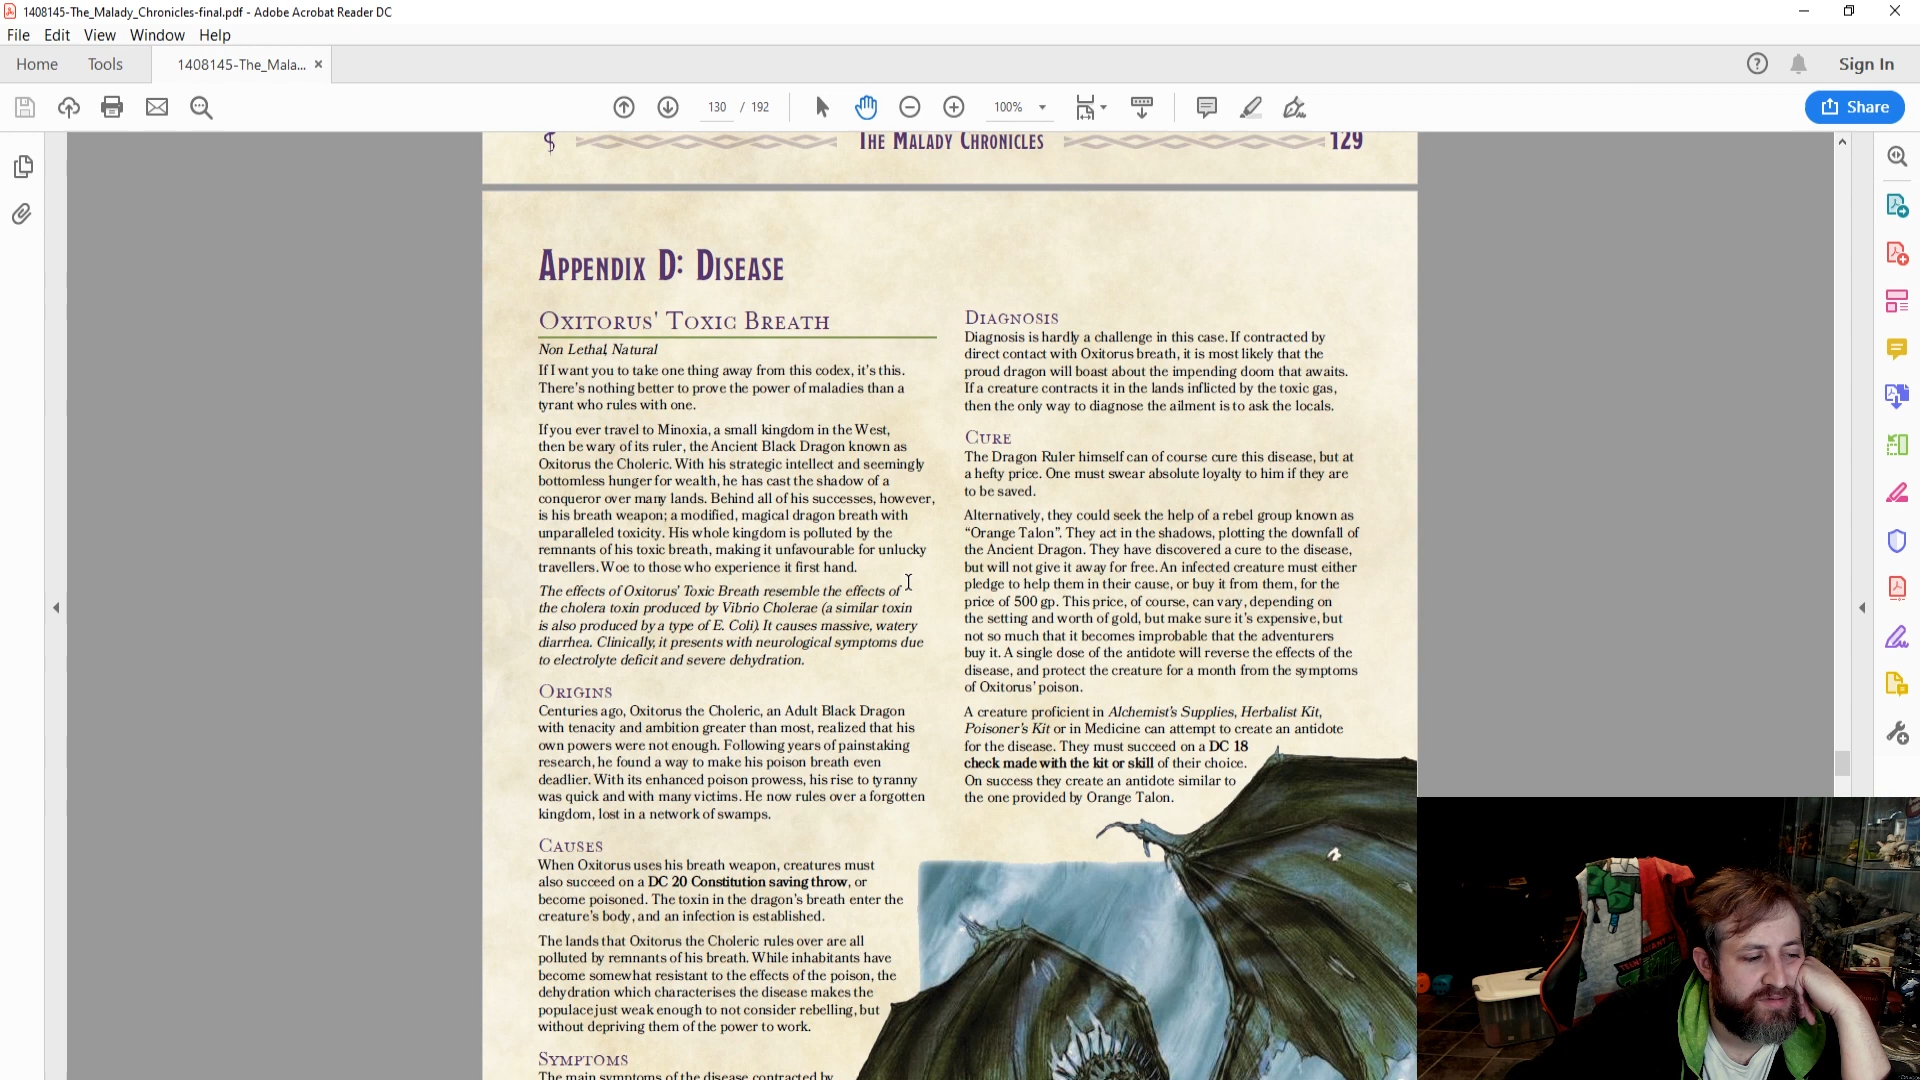 1408145-The_Malady_Chronicles-final.pdf - Adobe Acrobat Reader DC
File Edit View Window Help
Home Tools 1408145-The_Mala... × Sign In
130 / 192 100% Share
$ The Malady Chronicles 129
Appendix D: Disease
Oxitorus' Toxic Breath
Non Lethal, Natural
If I want you to take one thing away from this codex, it's this.
There's nothing better to prove the power of maladies than a
tyrant who rules with one.
If you ever travel to Minoxia, a small kingdom in the West,
then be wary of its ruler, the Ancient Black Dragon known as
Oxitorus the Choleric. With his strategic intellect and seemingly
bottomless hunger for wealth, he has cast the shadow of a
conqueror over many lands. Behind all of his successes, however,
is his breath weapon; a modified, magical dragon breath with
unparalleled toxicity. His whole kingdom is polluted by the
remnants of his toxic breath, making it unfavourable for unlucky
travellers. Woe to those who experience it first hand.
The effects of Oxitorus' Toxic Breath resemble the effects of
the cholera toxin produced by Vibrio Cholerae (a similar toxin
is also produced by a type of E. Coli). It causes massive, watery
diarrhea. Clinically, it presents with neurological symptoms due
to electrolyte deficit and severe dehydration.
Origins
Centuries ago, Oxitorus the Choleric, an Adult Black Dragon
with tenacity and ambition greater than most, realized that his
own powers were not enough. Following years of painstaking
research, he found a way to make his poison breath even
deadlier. With its enhanced poison prowess, his rise to tyranny
was quick and with many victims. He now rules over a forgotten
kingdom, lost in a network of swamps.
Causes
When Oxitorus uses his breath weapon, creatures must
also succeed on a DC 20 Constitution saving throw, or
become poisoned. The toxin in the dragon's breath enter the
creature's body, and an infection is established.
The lands that Oxitorus the Choleric rules over are all
polluted by remnants of his breath. While inhabitants have
become somewhat resistant to the effects of the poison, the
dehydration which characterises the disease makes the
populace just weak enough to not consider rebelling, but
without depriving them of the power to work.
Symptoms
The main symptoms of the disease contracted by
Diagnosis
Diagnosis is hardly a challenge in this case. If contracted by
direct contact with Oxitorus breath, it is most likely that the
proud dragon will boast about the impending doom that awaits.
If a creature contracts it in the lands inflicted by the toxic gas,
then the only way to diagnose the ailment is to ask the locals.
Cure
The Dragon Ruler himself can of course cure this disease, but at
a hefty price. One must swear absolute loyalty to him if they are
to be saved.
Alternatively, they could seek the help of a rebel group known as
“Orange Talon”. They act in the shadows, plotting the downfall of
the Ancient Dragon. They have discovered a cure to the disease,
but will not give it away for free. An infected creature must either
pledge to help them in their cause, or buy it from them, for the
price of 500 gp. This price, of course, can vary, depending on
the setting and worth of gold, but make sure it's expensive, but
not so much that it becomes improbable that the adventurers
buy it. A single dose of the antidote will reverse the effects of the
disease, and protect the creature for a month from the symptoms
of Oxitorus' poison.
A creature proficient in Alchemist's Supplies, Herbalist Kit,
Poisoner's Kit or in Medicine can attempt to create an antidote
for the disease. They must succeed on a DC 18
check made with the kit or skill of their choice.
On success they create an antidote similar to
the one provided by Orange Talon.